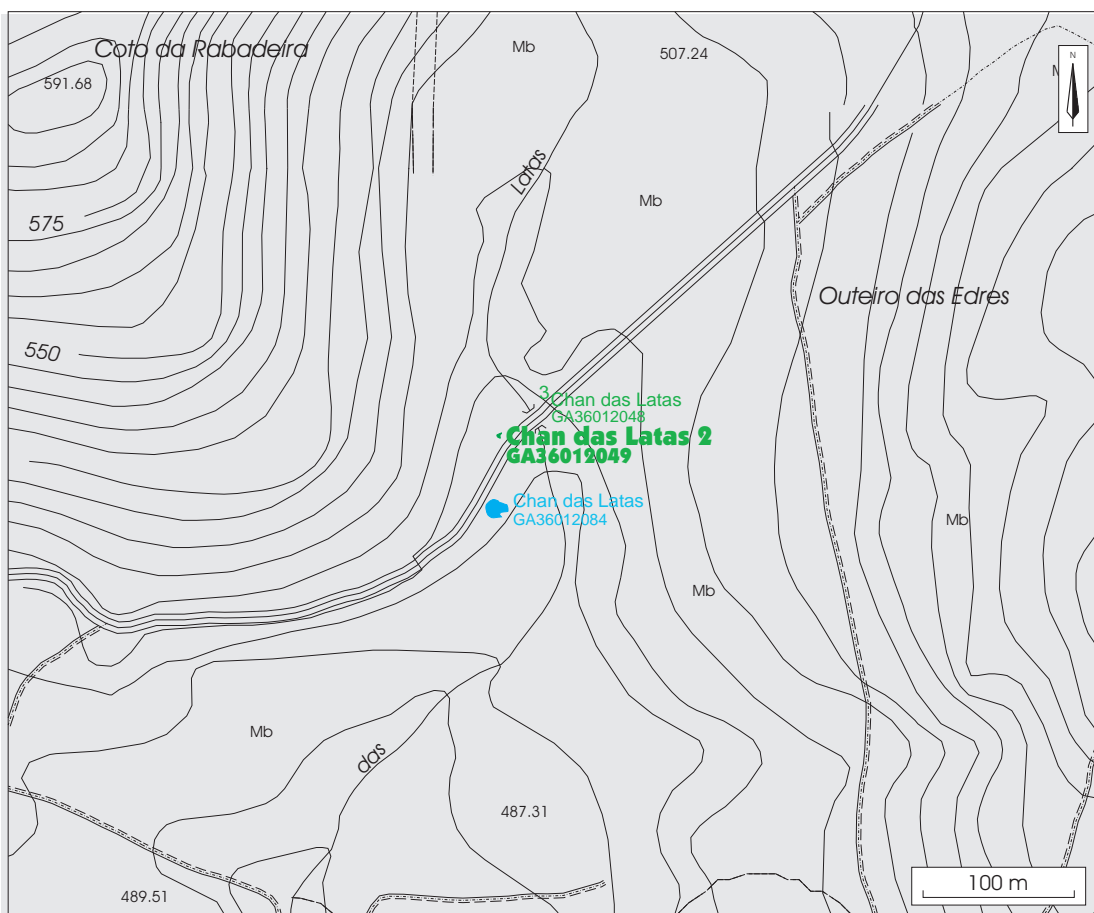 Coto da Rabadeira
Mb
507.24
N
591.68
Latas
Mb
575
Outeiro das Edres
550
3
Chan das Latas
GA36012048
Chan das Latas 2
GA36012049
Chan das Latas
GA36012084
Mb
Mb
Mb
das
487.31
489.51
100 m